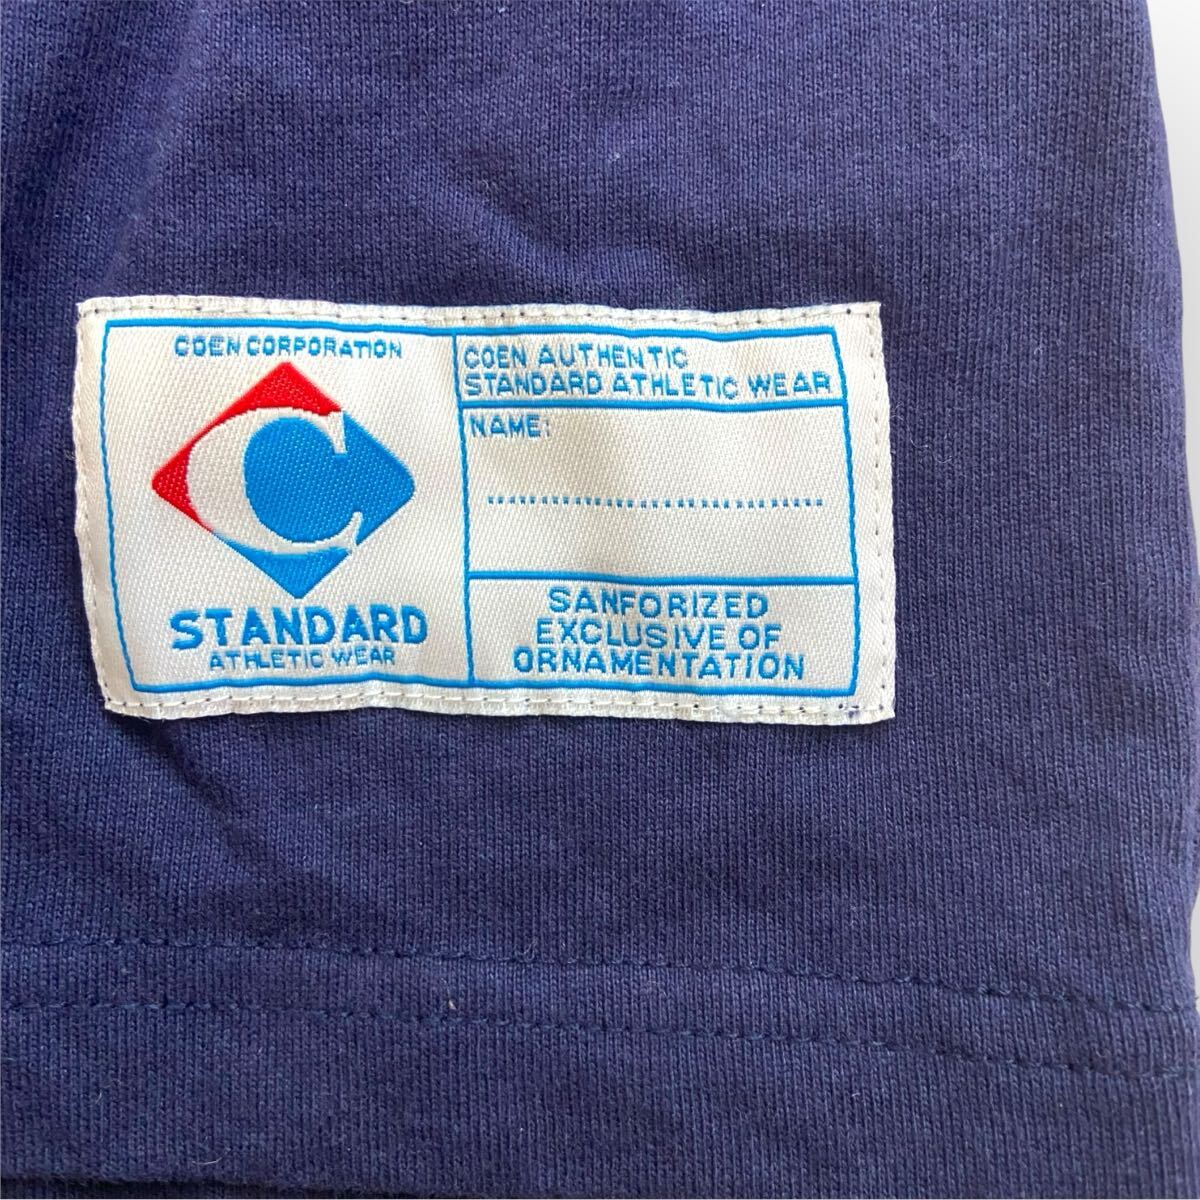 COEN CORPORATION
C
STANDARD
ATHLETIC WEAR
COEN AUTHENTIC
STANDARD ATHLETIC WEAR
NAME:
SANFORIZED
EXCLUSIVE OF
ORNAMENTATION